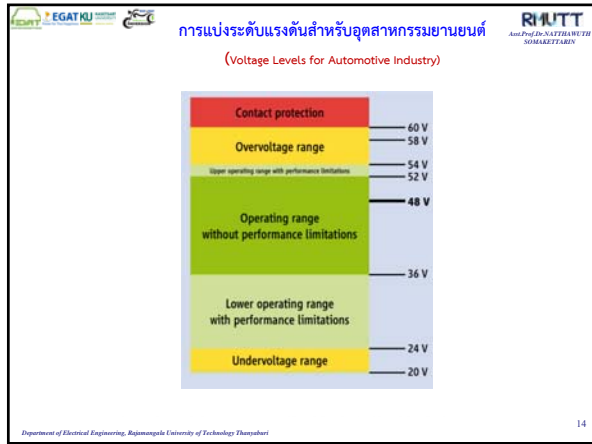 EGAT KU
การแบ่งระดับแรงดันสำหรับอุตสาหกรรมยานยนต์
(Voltage Levels for Automotive Industry)
RMUTT
Asst.Prof.Dr.NATTHAWUTH
SOMAKETTARIN
Contact protection
60 V
58 V
Overvoltage range
54 V
Upper operating range with performance limitations
52 V
48 V
Operating range
without performance limitations
36 V
Lower operating range
with performance limitations
24 V
Undervoltage range
20 V
Department of Electrical Engineering, Rajamangala University of Technology Thanyaburi
14